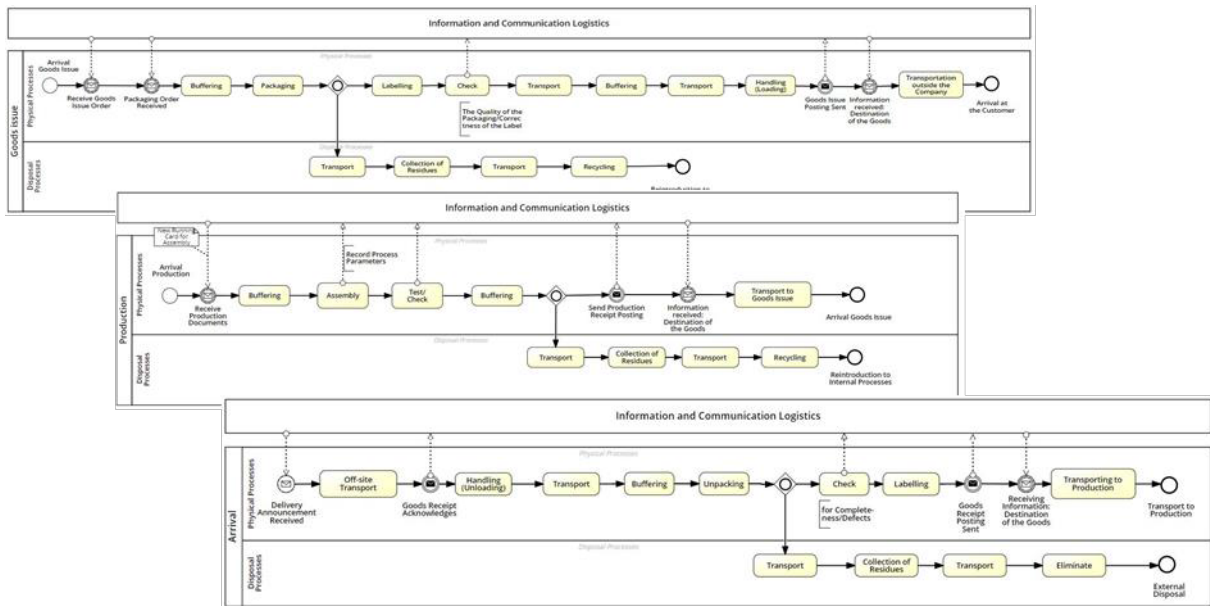 Information and Communication Logistics
Goods issue
Physical Processes
Physical Processes
Arrival
Goods Issue
Receive Goods
Issue Order
Packaging Order
Received
Buffering
Packaging
Labelling
Check
The Quality of the
Packaging/Correc
tness of the Label
Transport
Buffering
Transport
Handling
(Loading)
Goods Issue
Posting Sent
Information
received:
Destination
of the Goods
Transportation
outside the
Company
Arrival at
the Customer
Disposal
Processes
Disposal Processes
Transport
Collection of
Residues
Transport
Recycling
Information and Communication Logistics
Card for
Assembly
Production
Physical Processes
Physical Processes
Arrival
Production
Receive
Production
Documents
Buffering
Assembly
Record Process
Parameters
Test/
Check
Buffering
Send Production
Receipt Posting
Information
received:
Destination of
the Goods
Transport to
Goods Issue
Arrival Goods Issue
Disposal
Processes
Disposal Processes
Transport
Collection of
Residues
Transport
Recycling
Reintroduction to
Internal Processes
Information and Communication Logistics
Arrival
Physical Processes
Physical Processes
Delivery
Announcement
Received
Off-site
Transport
Goods Receipt
Acknowledges
Handling
(Unloading)
Transport
Buffering
Unpacking
Check
for Complete-
ness/Defects
Labelling
Goods
Receipt
Posting
Sent
Receiving
Information:
Destination
of the Goods
Transporting to
Production
Transport to
Production
Disposal
Processes
Disposal Processes
Transport
Collection of
Residues
Transport
Eliminate
External
Disposal